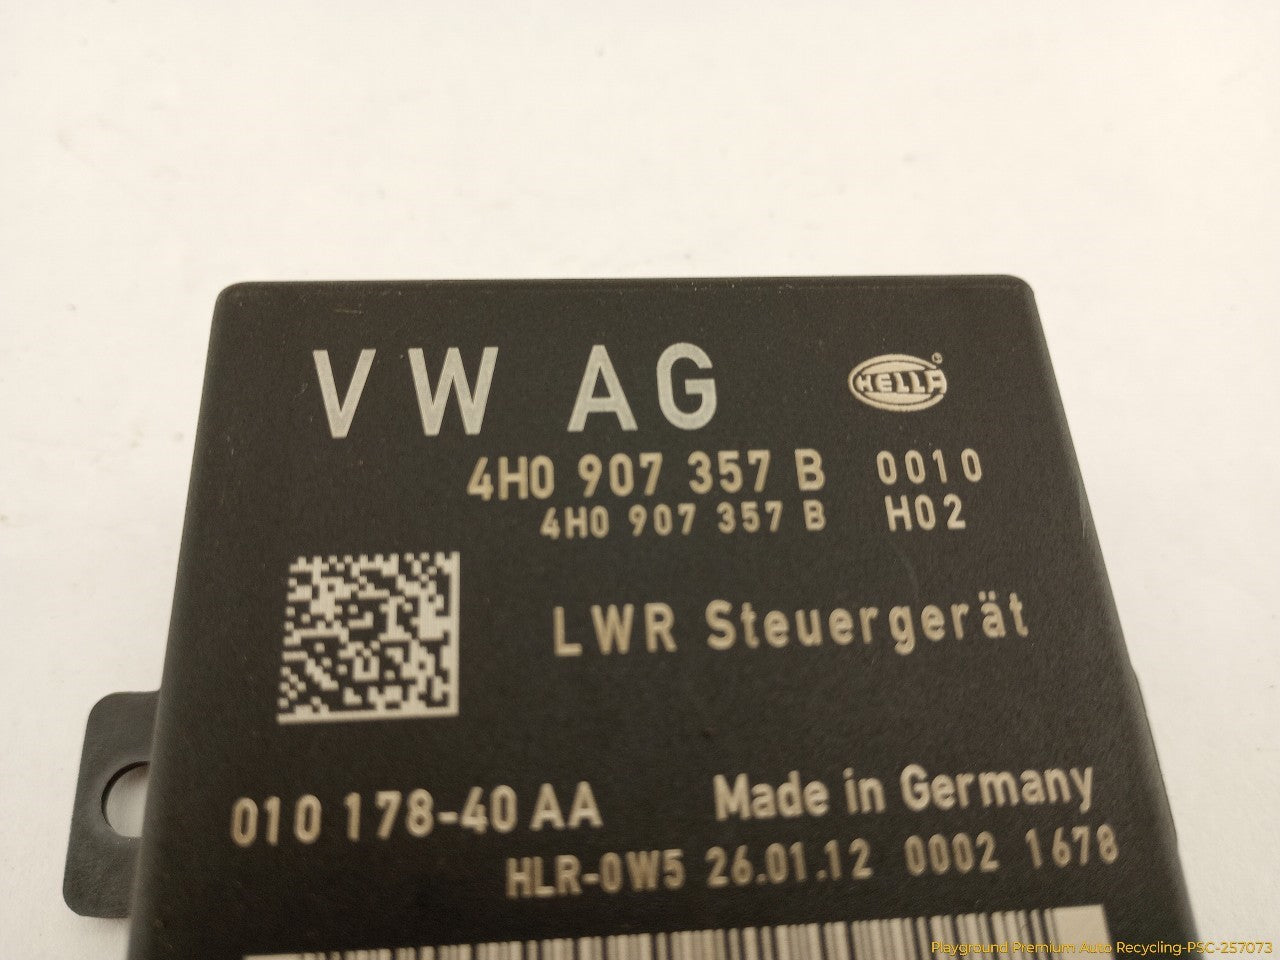 VW AG
HELLA
4H0 907 357 B 0010
4H0 907 357 B H02
LWR Steuergerät
010 178-40 AA
Made in Germany
HLR-0W5 26.01.12 0002 1678
Playground Premium Auto Recycling-PSC-257073